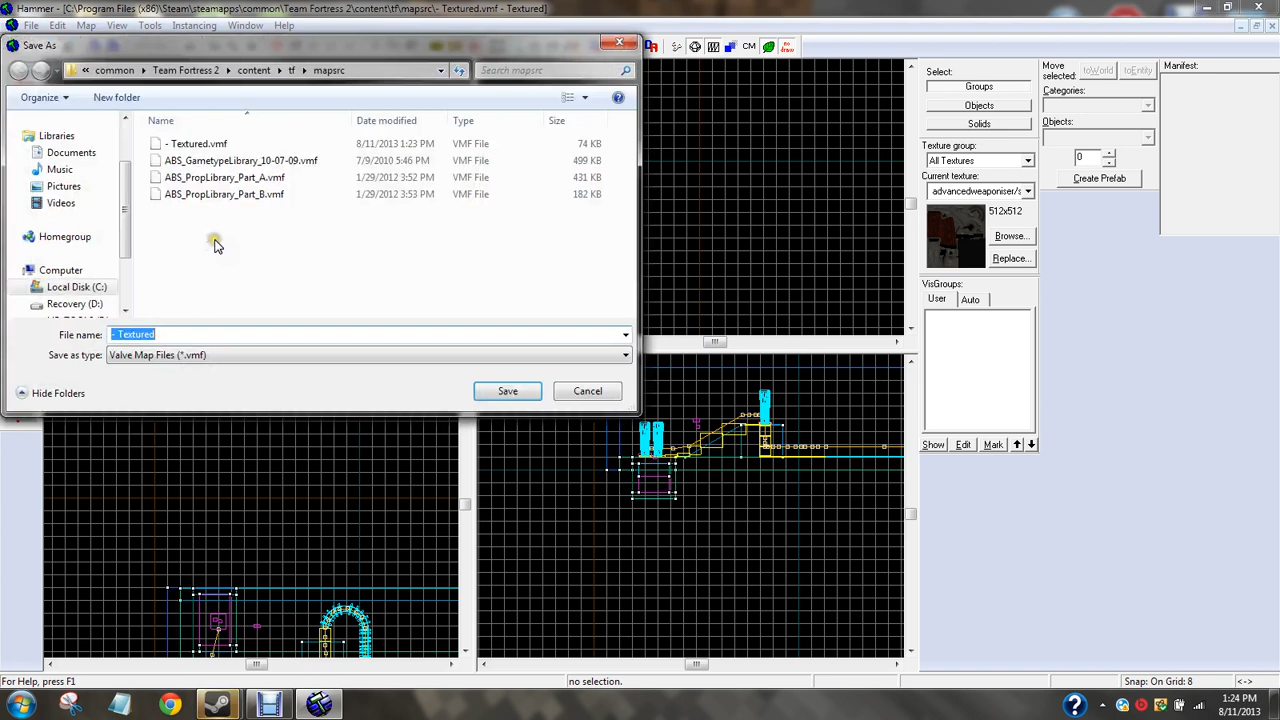 Hammer - [C:\Program Files (x86)\Steam\steamapps\common\Team Fortress 2\content\tf\mapsrc\- Textured.vmf - Textured]
File Edit Map View Tools Instancing Window Help
Save As
« common Team Fortress 2 content tf mapsrc
Search mapsrc
Organize
New folder
Name Date modified Type Size
- Textured.vmf 8/11/2013 1:23 PM VMF File 74 KB
ABS_GametypeLibrary_10-07-09.vmf 7/9/2010 5:46 PM VMF File 499 KB
ABS_PropLibrary_Part_A.vmf 1/29/2012 3:52 PM VMF File 431 KB
ABS_PropLibrary_Part_B.vmf 1/29/2012 3:53 PM VMF File 182 KB
Libraries
Documents
Music
Pictures
Videos
Homegroup
Computer
Local Disk (C:)
Recovery (D:)
File name: - Textured
Save as type: Valve Map Files (*.vmf)
Hide Folders
Save
Cancel
CM
no draw
Select:
Groups
Objects
Solids
Texture group:
All Textures
Current texture:
advancedweaponiser/s
512x512
Browse...
Replace...
VisGroups:
User Auto
Show Edit Mark
Move selected:
toWorld toEntity
Categories:
Objects:
0
Create Prefab
Manifest:
For Help, press F1
no selection.
Snap: On Grid: 8
<->
1:24 PM
8/11/2013